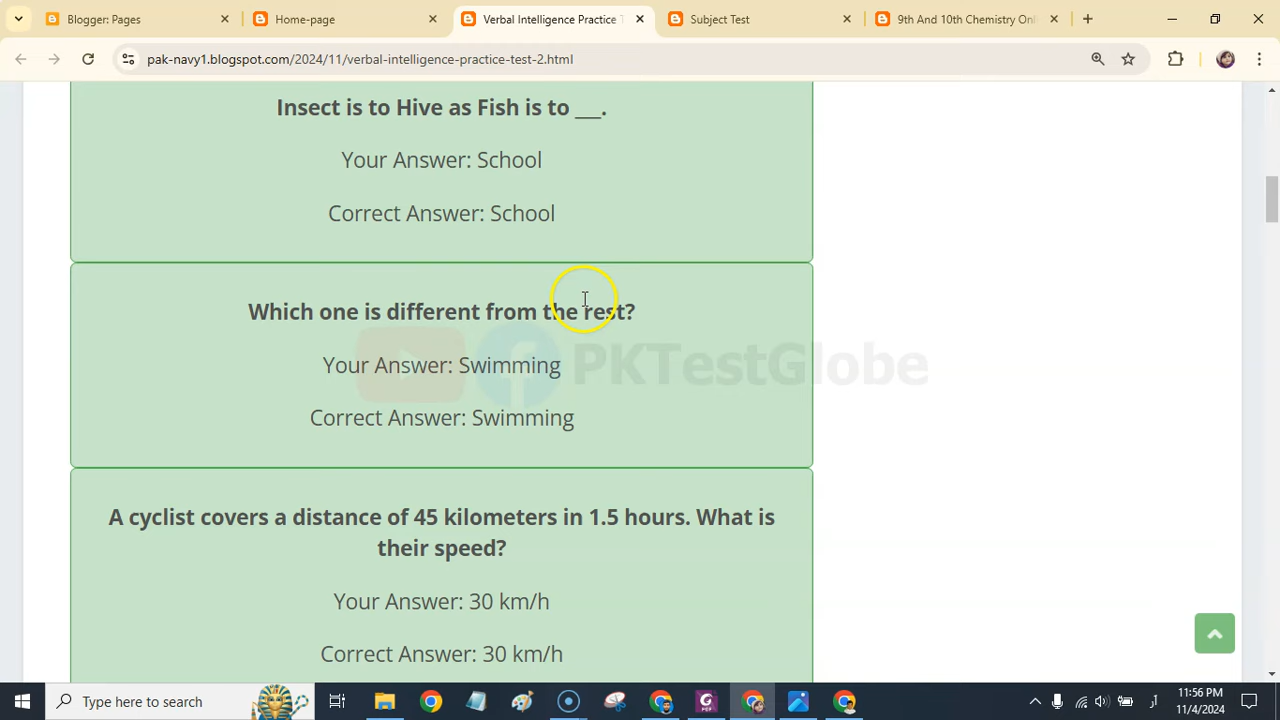 Blogger: Pages
Home-page
Verbal Intelligence Practice T
Subject Test
9th And 10th Chemistry Onl
pak-navy1.blogspot.com/2024/11/verbal-intelligence-practice-test-2.html
Insect is to Hive as Fish is to ___.
Your Answer: School
Correct Answer: School
Which one is different from the rest?
PKTestGlobe
Your Answer: Swimming
Correct Answer: Swimming
A cyclist covers a distance of 45 kilometers in 1.5 hours. What is
their speed?
Your Answer: 30 km/h
Correct Answer: 30 km/h
Type here to search
11:56 PM
11/4/2024